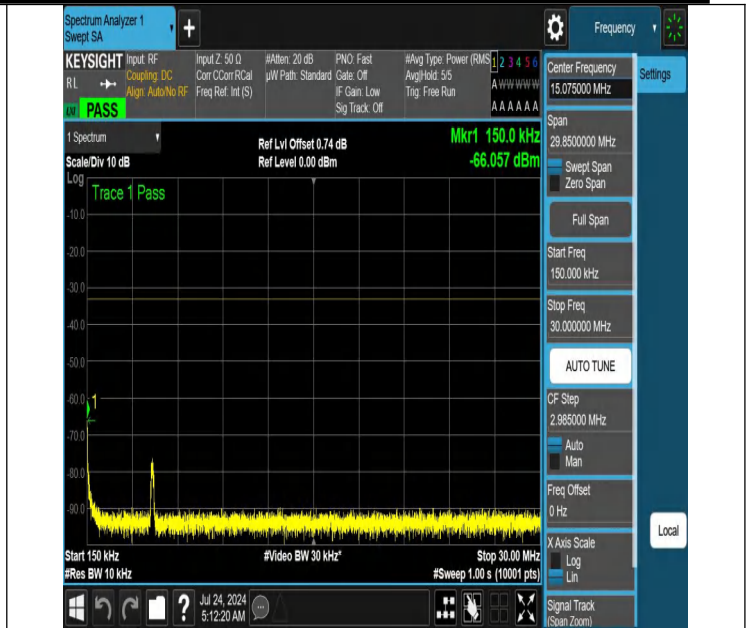 Spectrum Analyzer 1
Swept SA
+
Frequency
KEYSIGHT
RL
PASS
Input: RF
Coupling: DC
Align: Auto/No RF
Input Z: 50 Ω
Corr CCorr RCal
Freq Ref: Int (S)
#Atten: 20 dB
µW Path: Standard
PNO: Fast
Gate: Off
IF Gain: Low
Sig Track: Off
#Avg Type: Power (RMS
Avg|Hold: 5/5
Trig: Free Run
1 2 3 4 5 6
A W W W W W
A A A A A A
1 Spectrum
Scale/Div 10 dB
Ref Lvl Offset 0.74 dB
Ref Level 0.00 dBm
Mkr1 150.0 kHz
-66.057 dBm
Log
Trace 1 Pass
-10.0
-20.0
-30.0
-40.0
-50.0
-60.0
1
-70.0
-80.0
-90.0
Start 150 kHz
#Res BW 10 kHz
#Video BW 30 kHz*
Stop 30.00 MHz
#Sweep 1.00 s (10001 pts)
?
Jul 24, 2024
5:12:20 AM
Center Frequency
15.075000 MHz
Settings
Span
29.8500000 MHz
Swept Span
Zero Span
Full Span
Start Freq
150.000 kHz
Stop Freq
30.000000 MHz
AUTO TUNE
CF Step
2.985000 MHz
Auto
Man
Freq Offset
0 Hz
Local
X Axis Scale
Log
Lin
Signal Track
(Span Zoom)